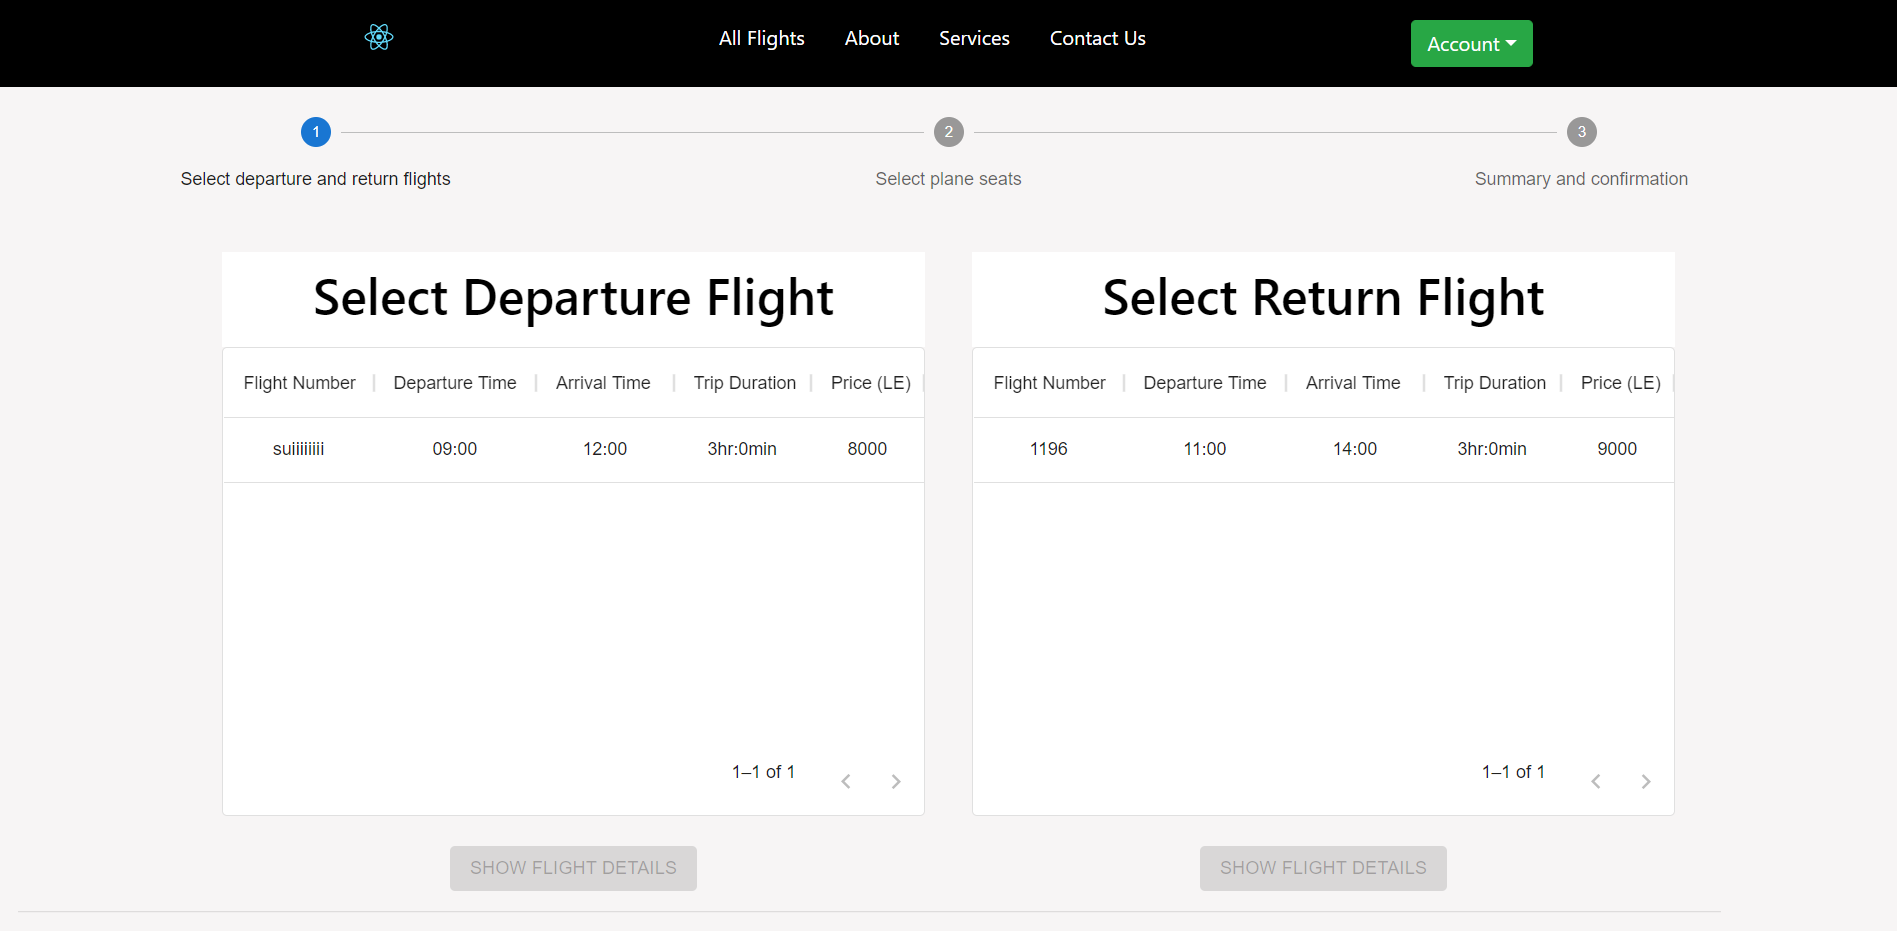 All Flights About Services Contact Us Account
1 2 3
Select departure and return flights Select plane seats Summary and confirmation
Select Departure Flight
Flight Number Departure Time Arrival Time Trip Duration Price (LE)
suiiiiiiii 09:00 12:00 3hr:0min 8000
1–1 of 1
SHOW FLIGHT DETAILS
Select Return Flight
Flight Number Departure Time Arrival Time Trip Duration Price (LE)
1196 11:00 14:00 3hr:0min 9000
1–1 of 1
SHOW FLIGHT DETAILS